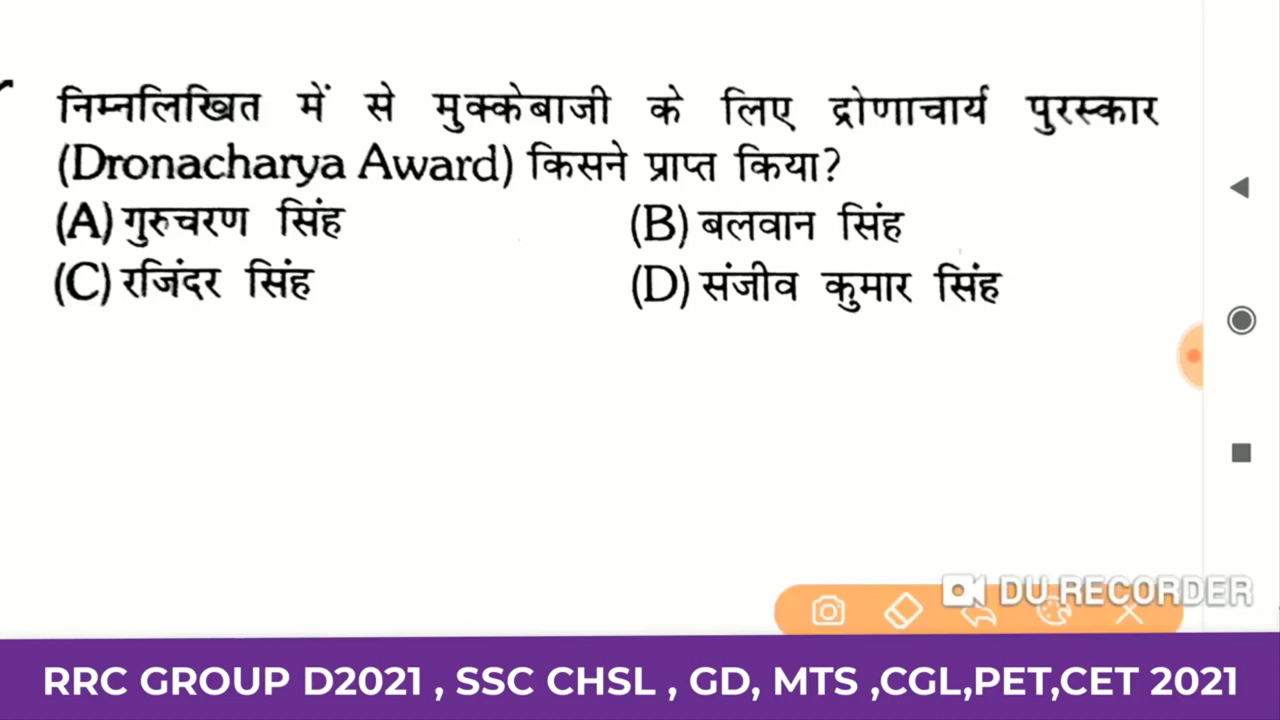 निम्नलिखित में से मुक्केबाजी के लिए द्रोणाचार्य पुरस्कार
(Dronacharya Award) किसने प्राप्त किया?
(A) गुरुचरण सिंह (B) बलवान सिंह
(C) रजिंदर सिंह (D) संजीव कुमार सिंह
DU RECORDER
RRC GROUP D2021 , SSC CHSL , GD, MTS ,CGL,PET,CET 2021